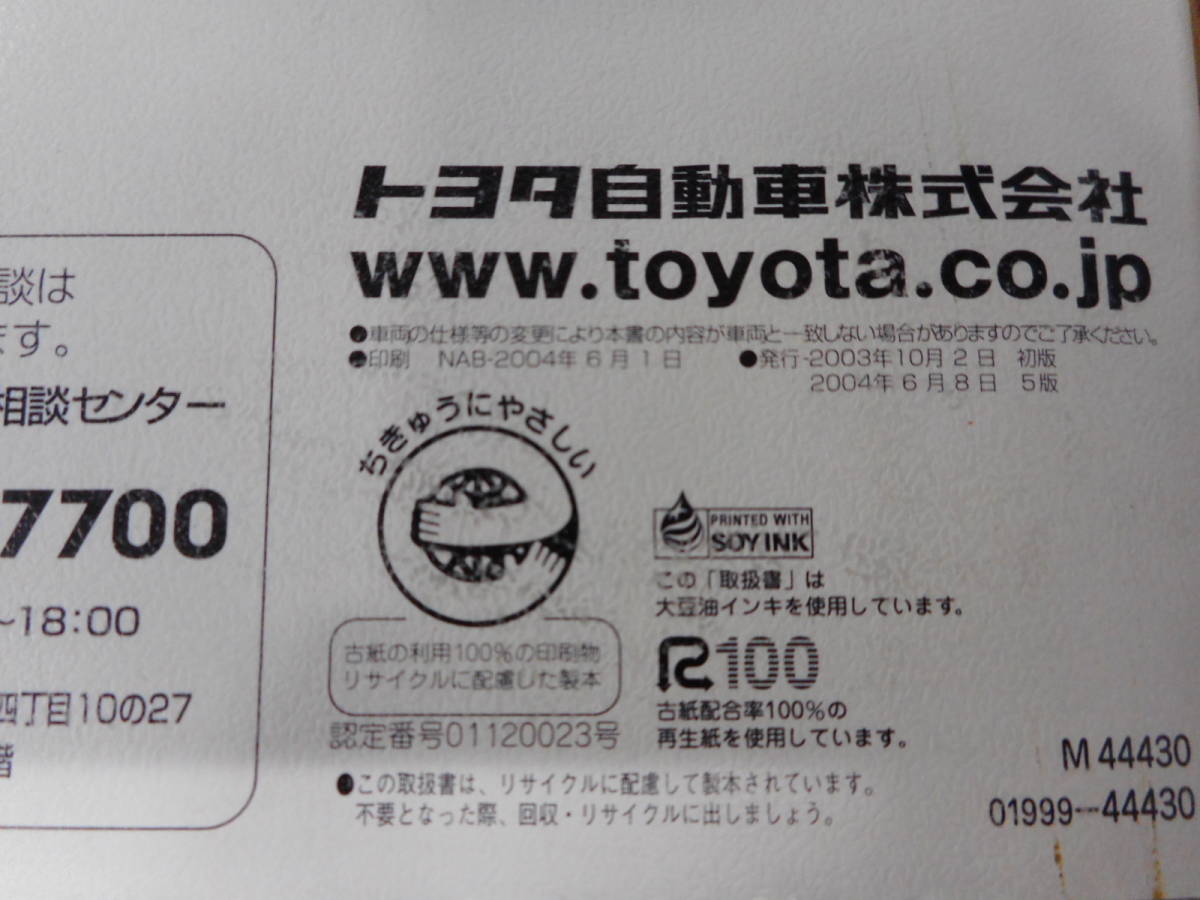 トヨタ自動車株式会社
www.toyota.co.jp
●車両の仕様等の変更により本書の内容が車両と一致しない場合がありますのでご了承ください。
●印刷 NAB-2004年6月1日 ●発行-2003年10月2日 初版
2004年6月8日 5版
談は
ます。
相談センター
7700
~18:00
四丁目10の27
階
ちきゅうにやさしい
古紙の利用100%の印刷物
リサイクルに配慮した製本
認定番号01120023号
PRINTED WITH
SOY INK
この「取扱書」は
大豆油インキを使用しています。
R100
古紙配合率100%の
再生紙を使用しています。
●この取扱書は、リサイクルに配慮して製本されています。
不要となった際、回収・リサイクルに出しましょう。
M 44430
01999-44430